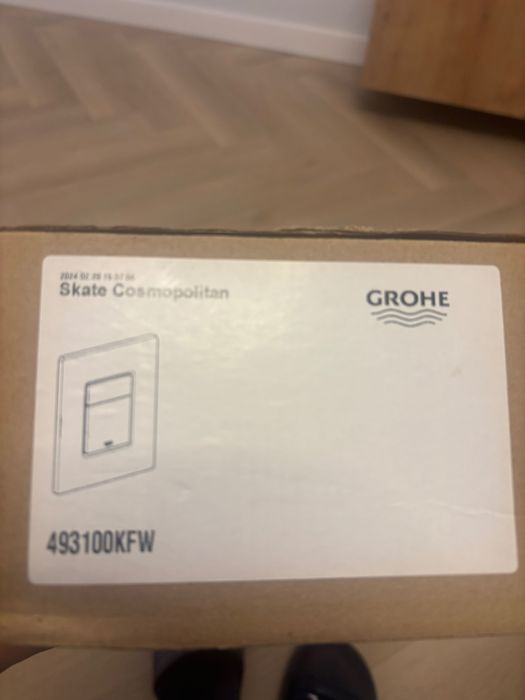 Skate Cosmopolitan
GROHE
493100KFW